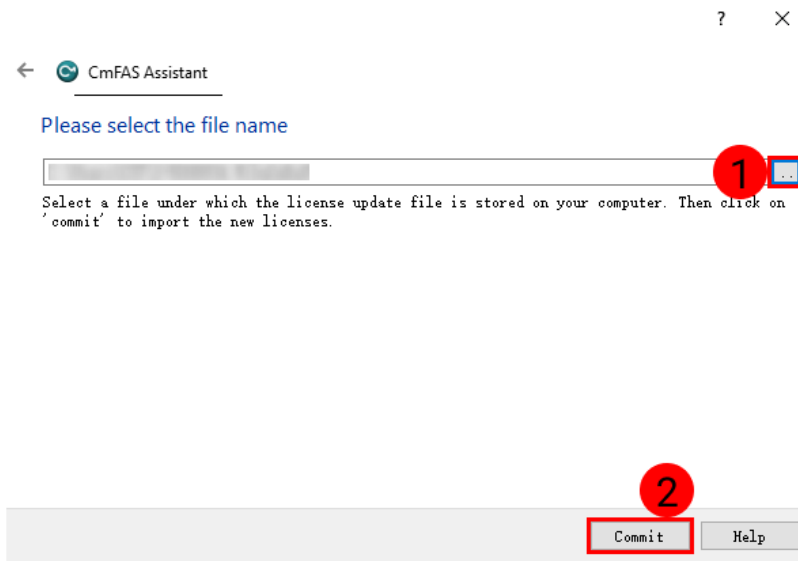 ?
CmFAS Assistant
Please select the file name
1
..
Select a file under which the license update file is stored on your computer. Then click on
'commit' to import the new licenses.
2
Commit
Help